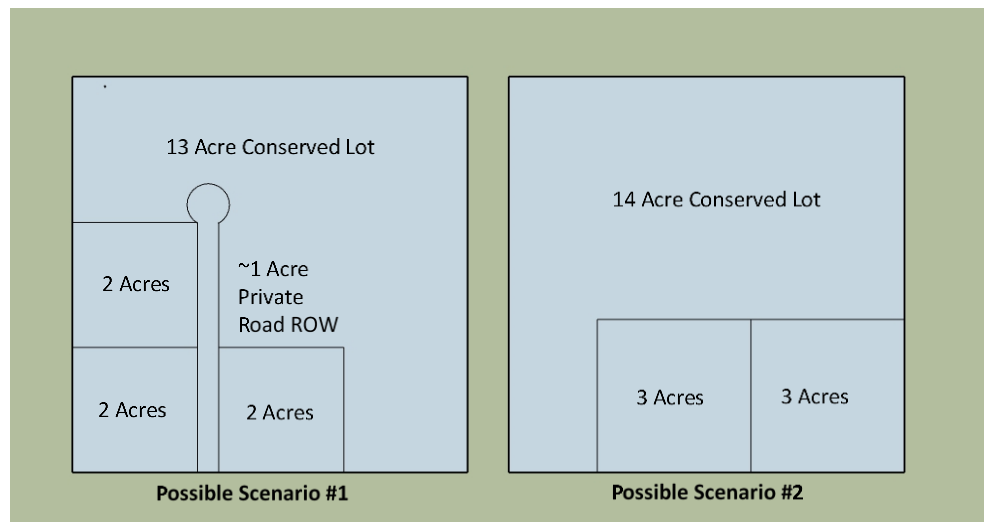 13 Acre Conserved Lot
2 Acres
~1 Acre
Private
Road ROW
2 Acres
2 Acres
Possible Scenario #1
14 Acre Conserved Lot
3 Acres
3 Acres
Possible Scenario #2